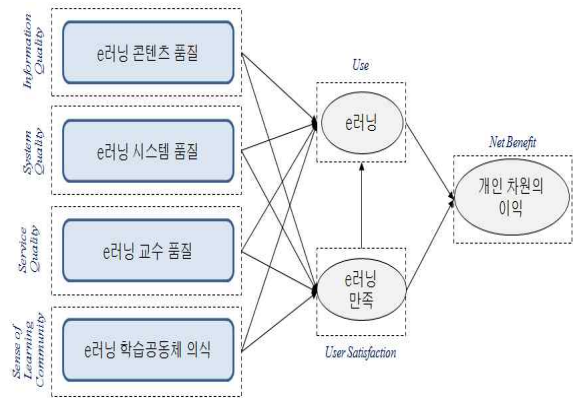 Information
Quality
e러닝 콘텐츠 품질
System
Quality
e러닝 시스템 품질
Service
Quality
e러닝 교수 품질
Sense of
Learning
Community
e러닝 학습공동체 의식
Use
e러닝
e러닝
만족
User Satisfaction
Net Benefit
개인 차원의
이익